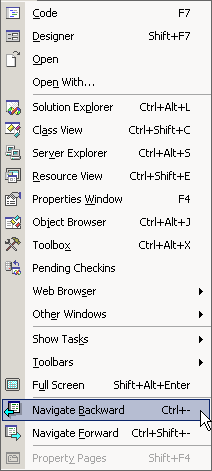 Code F7
Designer Shift+F7
Open
Open With...
Solution Explorer Ctrl+Alt+L
Class View Ctrl+Shift+C
Server Explorer Ctrl+Alt+S
Resource View Ctrl+Shift+E
Properties Window F4
Object Browser Ctrl+Alt+J
Toolbox Ctrl+Alt+X
Pending Checkins
Web Browser
Other Windows
Show Tasks
Toolbars
Full Screen Shift+Alt+Enter
Navigate Backward Ctrl+-
Navigate Forward Ctrl+Shift+-
Property Pages Shift+F4